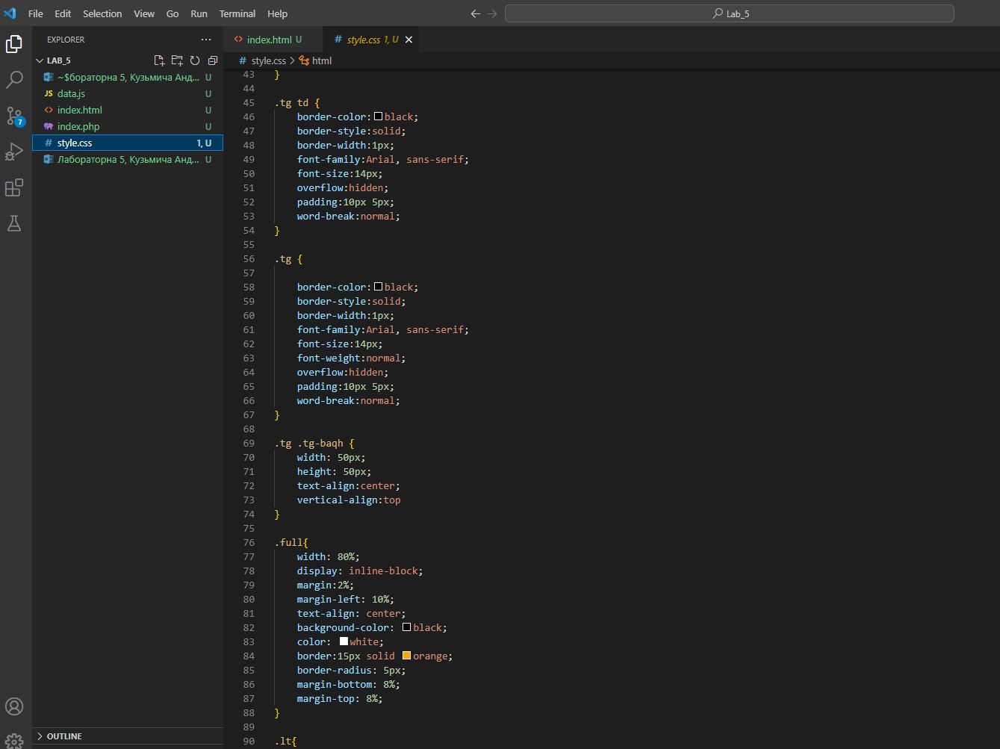 File Edit Selection View Go Run Terminal Help
Lab_5
EXPLORER
LAB_5
~$бораторна 5, Кузьмича Анд... U
JS data.js U
<> index.html U
index.php U
# style.css 1, U
Лабораторна 5, Кузьмича Анд... U
OUTLINE
7
<> index.html U
# style.css 1, U
# style.css > html
43 }
44
45 .tg td {
46 border-color:black;
47 border-style:solid;
48 border-width:1px;
49 font-family:Arial, sans-serif;
50 font-size:14px;
51 overflow:hidden;
52 padding:10px 5px;
53 word-break:normal;
54 }
55
56 .tg {
57
58 border-color:black;
59 border-style:solid;
60 border-width:1px;
61 font-family:Arial, sans-serif;
62 font-size:14px;
63 font-weight:normal;
64 overflow:hidden;
65 padding:10px 5px;
66 word-break:normal;
67 }
68
69 .tg .tg-baqh {
70 width: 50px;
71 height: 50px;
72 text-align:center;
73 vertical-align:top
74 }
75
76 .full{
77 width: 80%;
78 display: inline-block;
79 margin:2%;
80 margin-left: 10%;
81 text-align: center;
82 background-color: black;
83 color: white;
84 border:15px solid orange;
85 border-radius: 5px;
86 margin-bottom: 8%;
87 margin-top: 8%;
88 }
89
90 .lt{